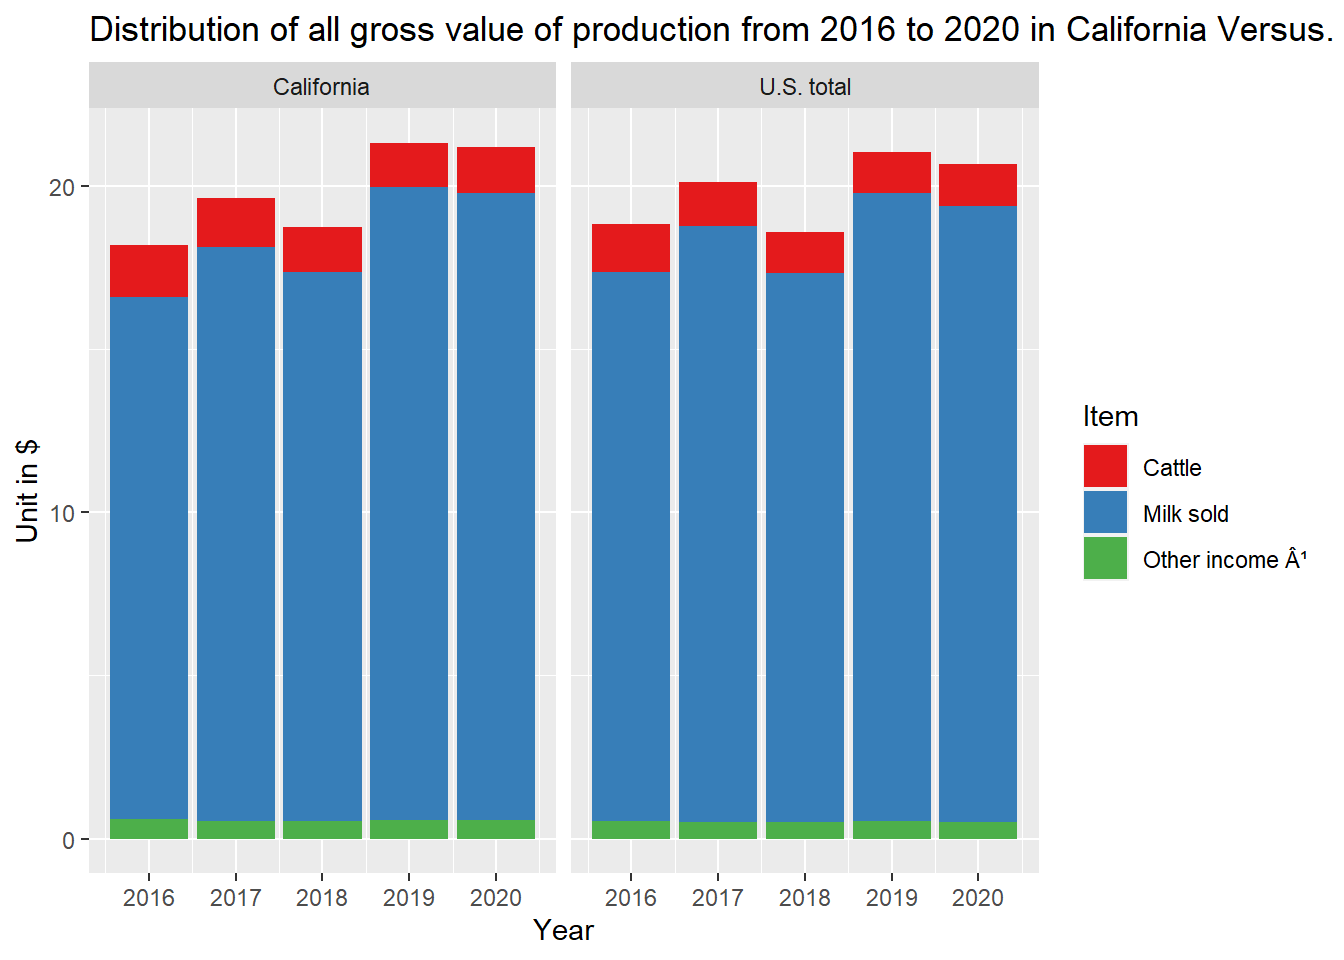 Distribution of all gross value of production from 2016 to 2020 in California Versus.
California
U.S. total
20
10
0
Unit in $
2016 2017 2018 2019 2020
2016 2017 2018 2019 2020
Year
Item
Cattle
Milk sold
Other income Â¹